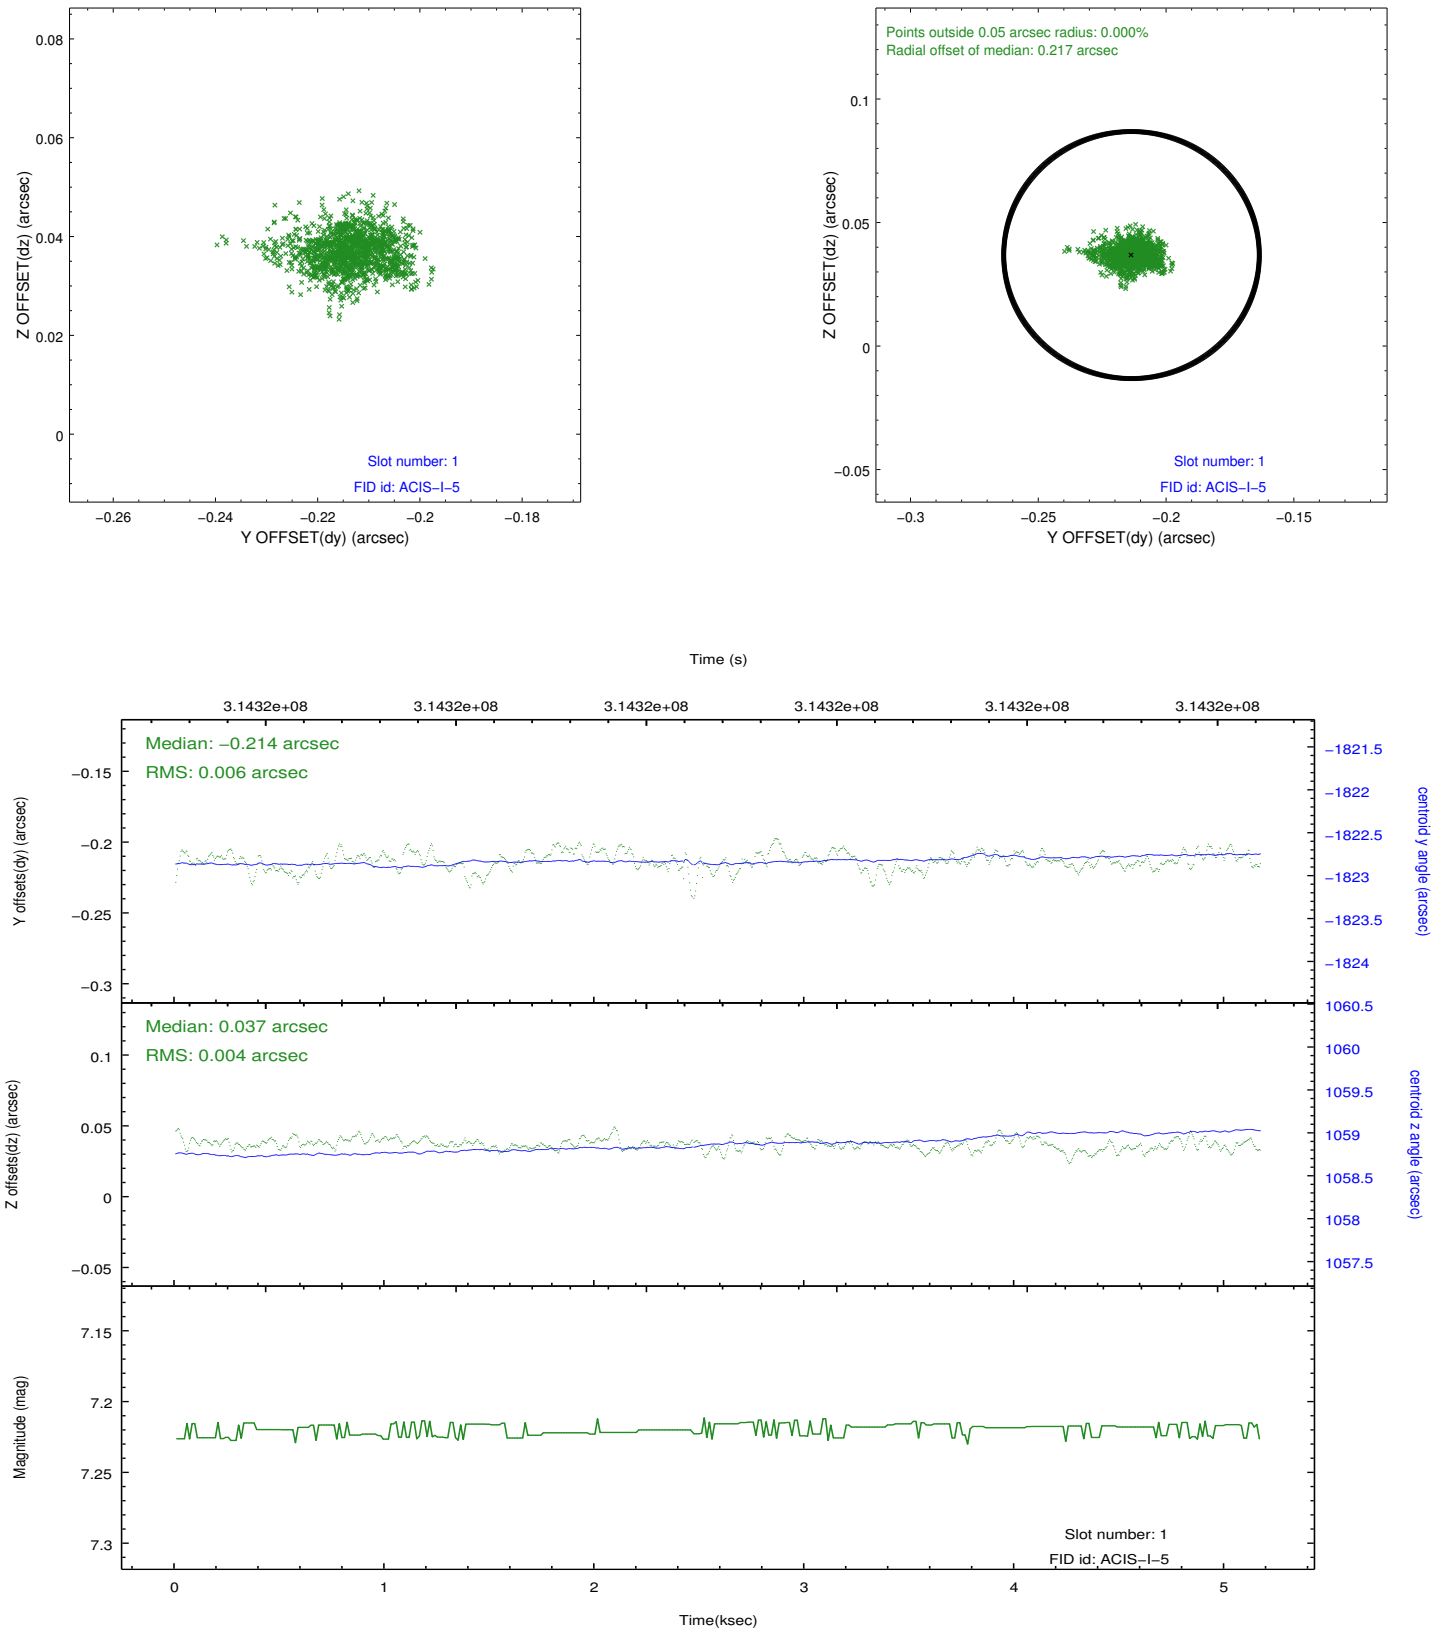 0.08
0.06
0.04
0.02
0
Z OFFSET(dz) (arcsec)
Slot number: 1
FID id: ACIS−I−5
−0.26 −0.24 −0.22 −0.2 −0.18
Y OFFSET(dy) (arcsec)
Points outside 0.05 arcsec radius: 0.000%
Radial offset of median: 0.217 arcsec
0.1
0.05
0
−0.05
Z OFFSET(dz) (arcsec)
Slot number: 1
FID id: ACIS−I−5
−0.3 −0.25 −0.2 −0.15
Y OFFSET(dy) (arcsec)
Time (s)
3.1432e+08 3.1432e+08 3.1432e+08 3.1432e+08 3.1432e+08 3.1432e+08
Median: −0.214 arcsec
RMS: 0.006 arcsec
−0.15
−0.2
−0.25
−0.3
Y offsets(dy) (arcsec)
−1821.5
−1822
−1822.5
−1823
−1823.5
−1824
centroid y angle (arcsec)
Median: 0.037 arcsec
RMS: 0.004 arcsec
0.1
0.05
0
−0.05
Z offsets(dz) (arcsec)
1060.5
1060
1059.5
1059
1058.5
1058
1057.5
centroid z angle (arcsec)
7.15
7.2
7.25
7.3
Magnitude (mag)
Slot number: 1
FID id: ACIS−I−5
0 1 2 3 4 5
Time(ksec)